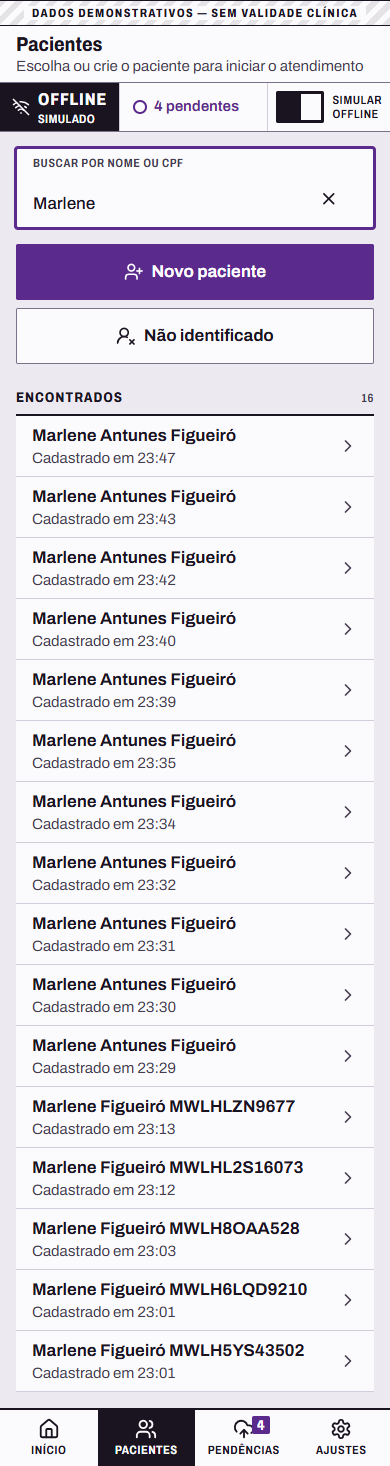 DADOS DEMONSTRATIVOS — SEM VALIDADE CLÍNICA
Pacientes
Escolha ou crie o paciente para iniciar o atendimento
OFFLINE
SIMULADO
4 pendentes
SIMULAR
OFFLINE
BUSCAR POR NOME OU CPF
Marlene
Novo paciente
Não identificado
ENCONTRADOS 16
Marlene Antunes Figueiró
Cadastrado em 23:47
Marlene Antunes Figueiró
Cadastrado em 23:43
Marlene Antunes Figueiró
Cadastrado em 23:42
Marlene Antunes Figueiró
Cadastrado em 23:40
Marlene Antunes Figueiró
Cadastrado em 23:39
Marlene Antunes Figueiró
Cadastrado em 23:35
Marlene Antunes Figueiró
Cadastrado em 23:34
Marlene Antunes Figueiró
Cadastrado em 23:32
Marlene Antunes Figueiró
Cadastrado em 23:31
Marlene Antunes Figueiró
Cadastrado em 23:30
Marlene Antunes Figueiró
Cadastrado em 23:29
Marlene Figueiró MWLHLZN9677
Cadastrado em 23:13
Marlene Figueiró MWLHL2S16073
Cadastrado em 23:12
Marlene Figueiró MWLH8OAA528
Cadastrado em 23:03
Marlene Figueiró MWLH6LQD9210
Cadastrado em 23:01
Marlene Figueiró MWLH5YS43502
Cadastrado em 23:01
4
INÍCIO PACIENTES PENDÊNCIAS AJUSTES